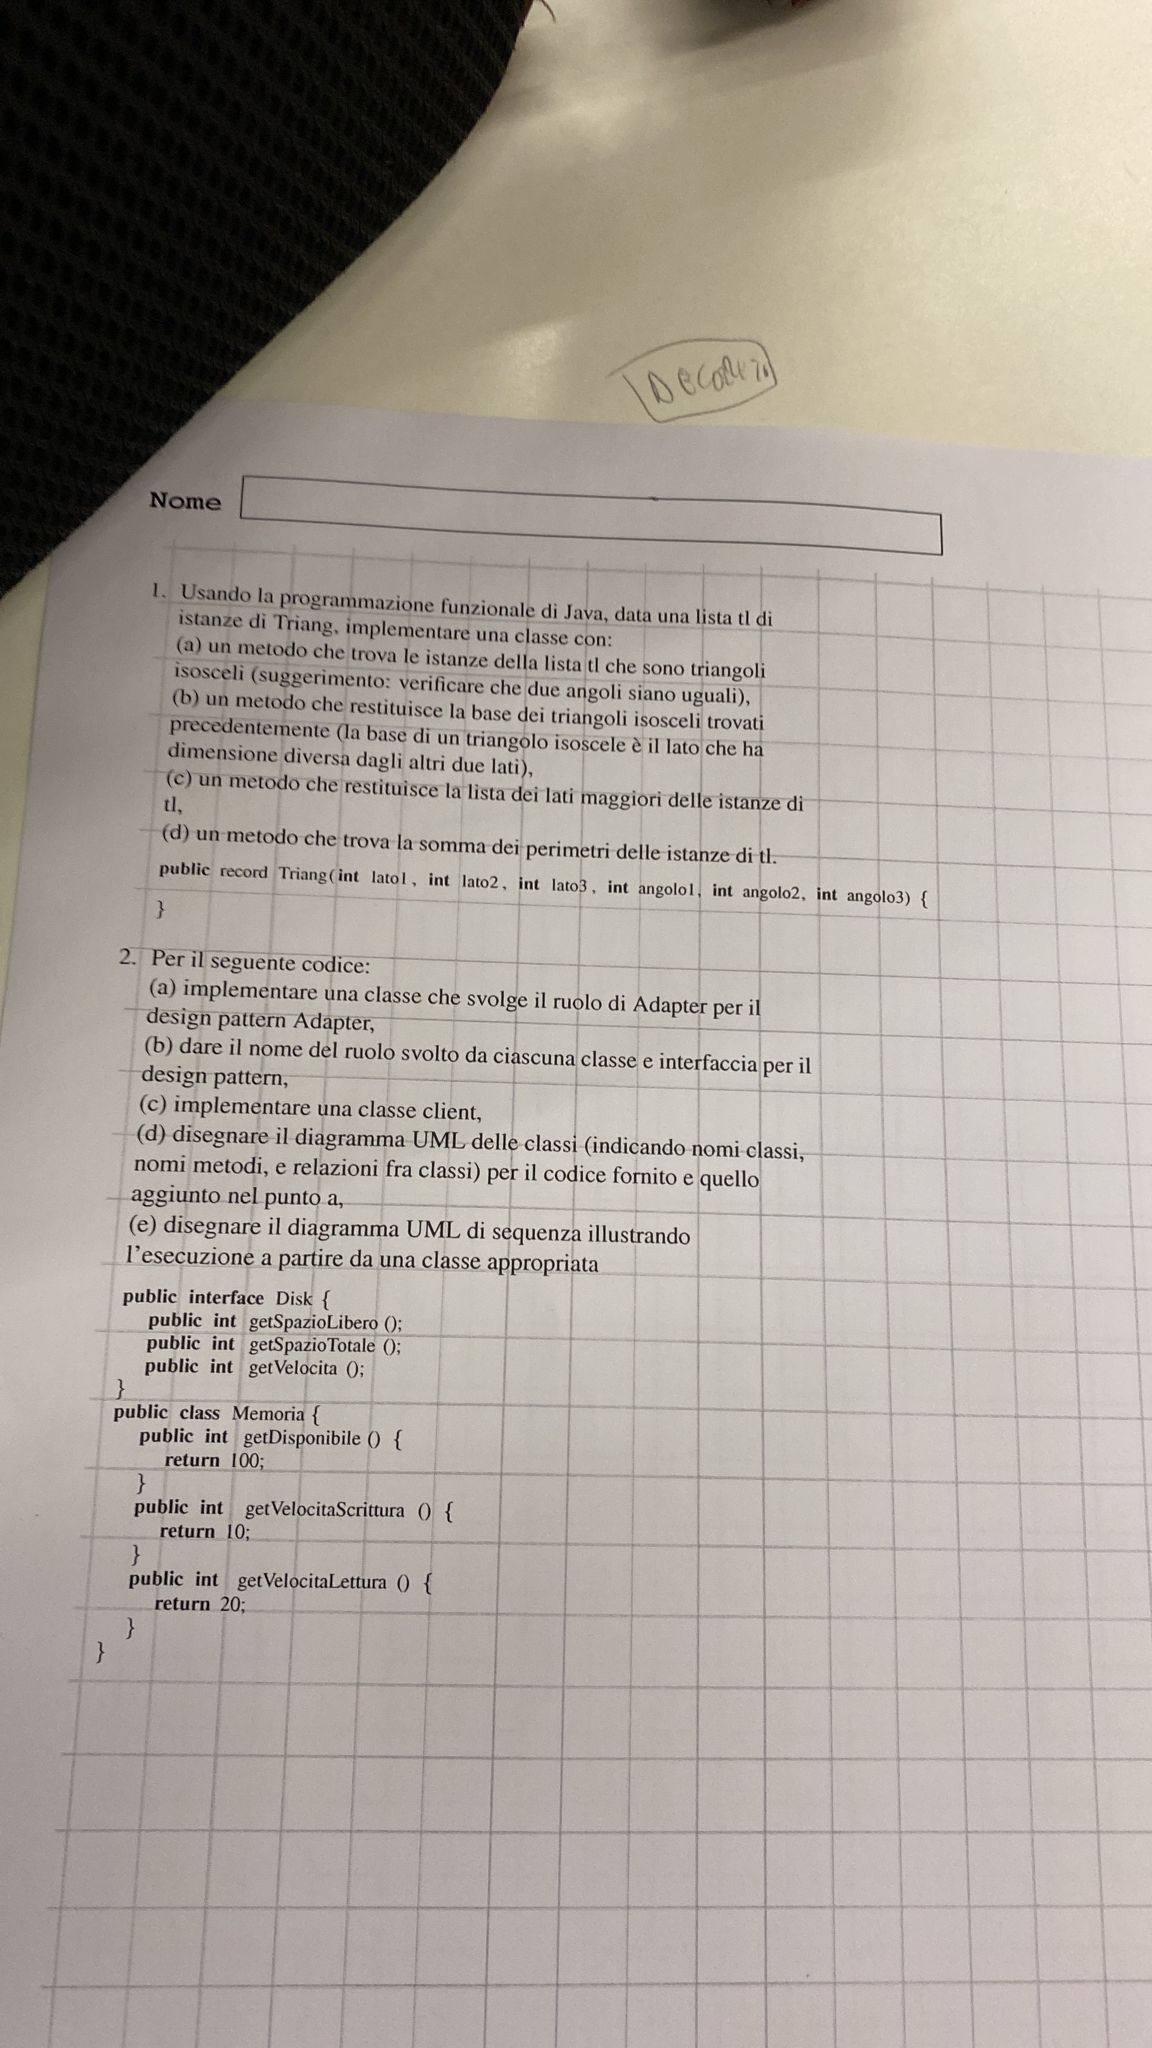 Nome
1. Usando la programmazione funzionale di Java, data una lista tl di
istanze di Triang, implementare una classe con:
(a) un metodo che trova le istanze della lista tl che sono triangoli
isosceli (suggerimento: verificare che due angoli siano uguali),
(b) un metodo che restituisce la base dei triangoli isosceli trovati
precedentemente (la base di un triangolo isoscele è il lato che ha
dimensione diversa dagli altri due lati),
(c) un metodo che restituisce la lista dei lati maggiori delle istanze di
tl,
(d) un metodo che trova la somma dei perimetri delle istanze di tl.
public record Triang(int lato1, int lato2, int lato3, int angolo1, int angolo2, int angolo3) {
}
2. Per il seguente codice:
(a) implementare una classe che svolge il ruolo di Adapter per il
design pattern Adapter,
(b) dare il nome del ruolo svolto da ciascuna classe e interfaccia per il
design pattern,
(c) implementare una classe client,
(d) disegnare il diagramma UML delle classi (indicando nomi classi,
nomi metodi, e relazioni fra classi) per il codice fornito e quello
aggiunto nel punto a,
(e) disegnare il diagramma UML di sequenza illustrando
l'esecuzione a partire da una classe appropriata
public interface Disk {
public int getSpazioLibero ();
public int getSpazioTotale ();
public int getVelocita ();
}
public class Memoria {
public int getDisponibile () {
return 100;
}
public int getVelocitaScrittura () {
return 10;
}
public int getVelocitaLettura () {
return 20;
}
}